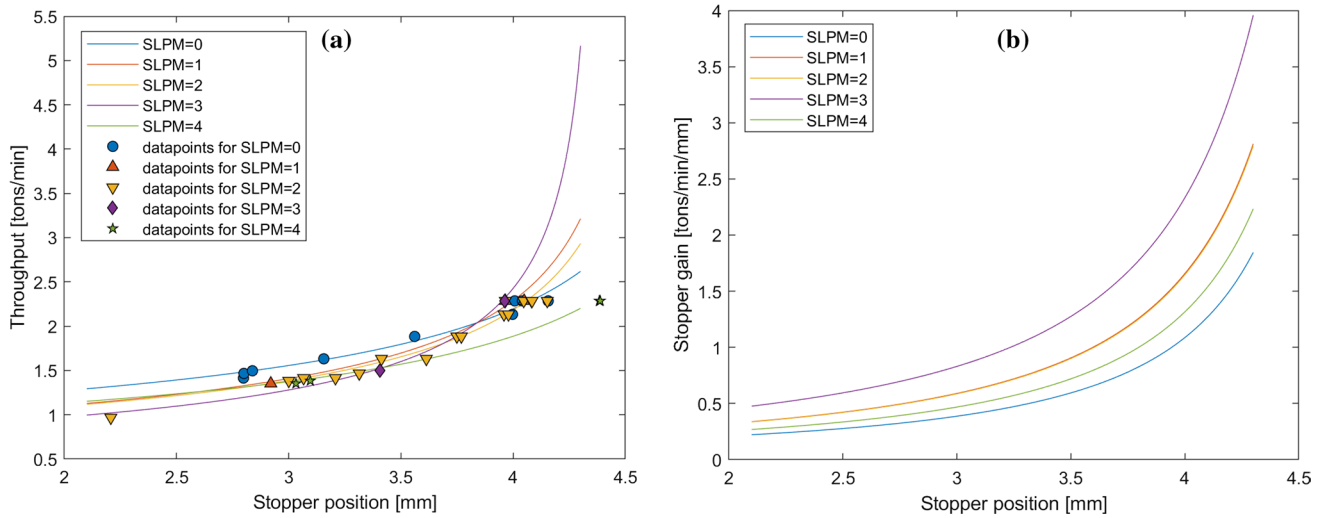 (a)
5.5
5
4.5
4
3.5
3
2.5
2
1.5
1
0.5
Throughput [tons/min]
SLPM=0
SLPM=1
SLPM=2
SLPM=3
SLPM=4
datapoints for SLPM=0
datapoints for SLPM=1
datapoints for SLPM=2
datapoints for SLPM=3
datapoints for SLPM=4
2 2.5 3 3.5 4 4.5
Stopper position [mm]
(b)
4
3.5
3
2.5
2
1.5
1
0.5
0
Stopper gain [tons/min/mm]
SLPM=0
SLPM=1
SLPM=2
SLPM=3
SLPM=4
2 2.5 3 3.5 4 4.5
Stopper position [mm]